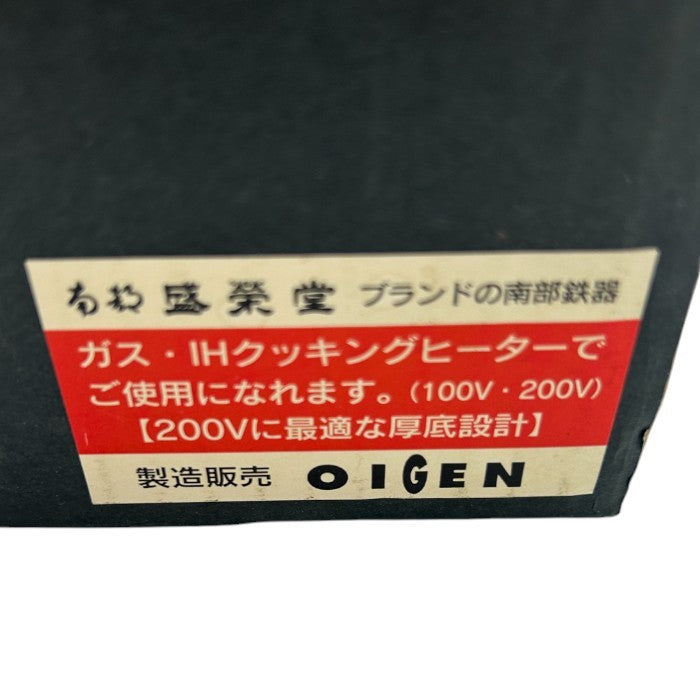 南部 盛榮堂 ブランドの南部鉄器
ガス・IHクッキングヒーターで
ご使用になれます。(100V・200V)
【200Vに最適な厚底設計】
製造販売 OIGEN